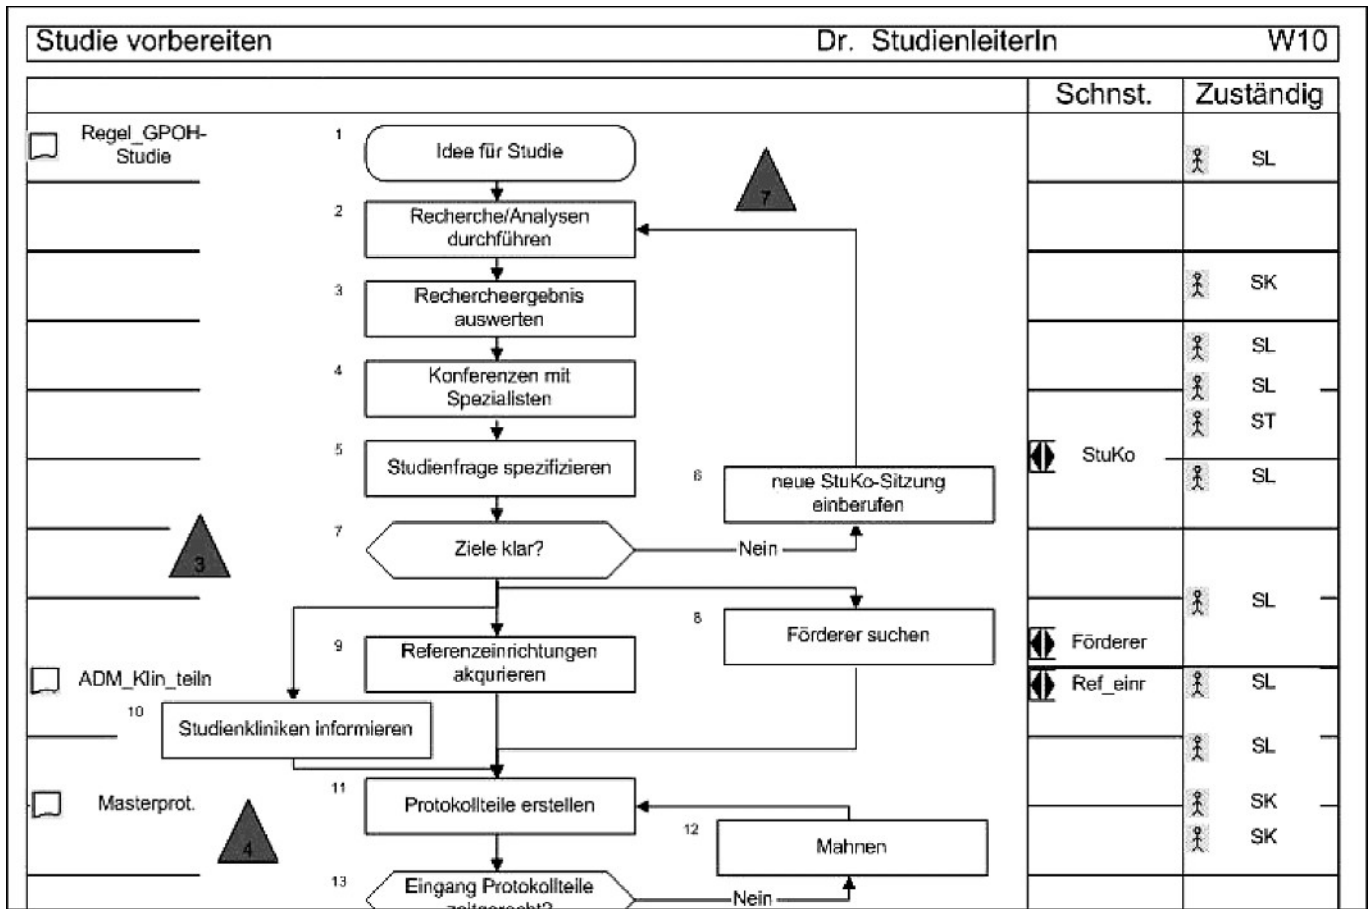 Studie vorbereiten
Dr. StudienleiterIn
W10
Schnst.
Zuständig
Regel_GPOH-
Studie
1
Idee für Studie
7
SL
2
Recherche/Analysen
durchführen
3
Rechercheergebnis
auswerten
SK
4
Konferenzen mit
Spezialisten
SL
SL
ST
5
Studienfrage spezifizieren
6
neue StuKo-Sitzung
einberufen
StuKo
SL
7
Ziele klar?
Nein
3
SL
8
Förderer suchen
Förderer
9
Referenzeinrichtungen
akqurieren
ADM_Klin_teiln
Ref_einr
SL
10
Studienkliniken informieren
SL
11
Protokollteile erstellen
Masterprot.
4
SK
12
Mahnen
SK
13
Eingang Protokollteile
zeitgerecht?
Nein